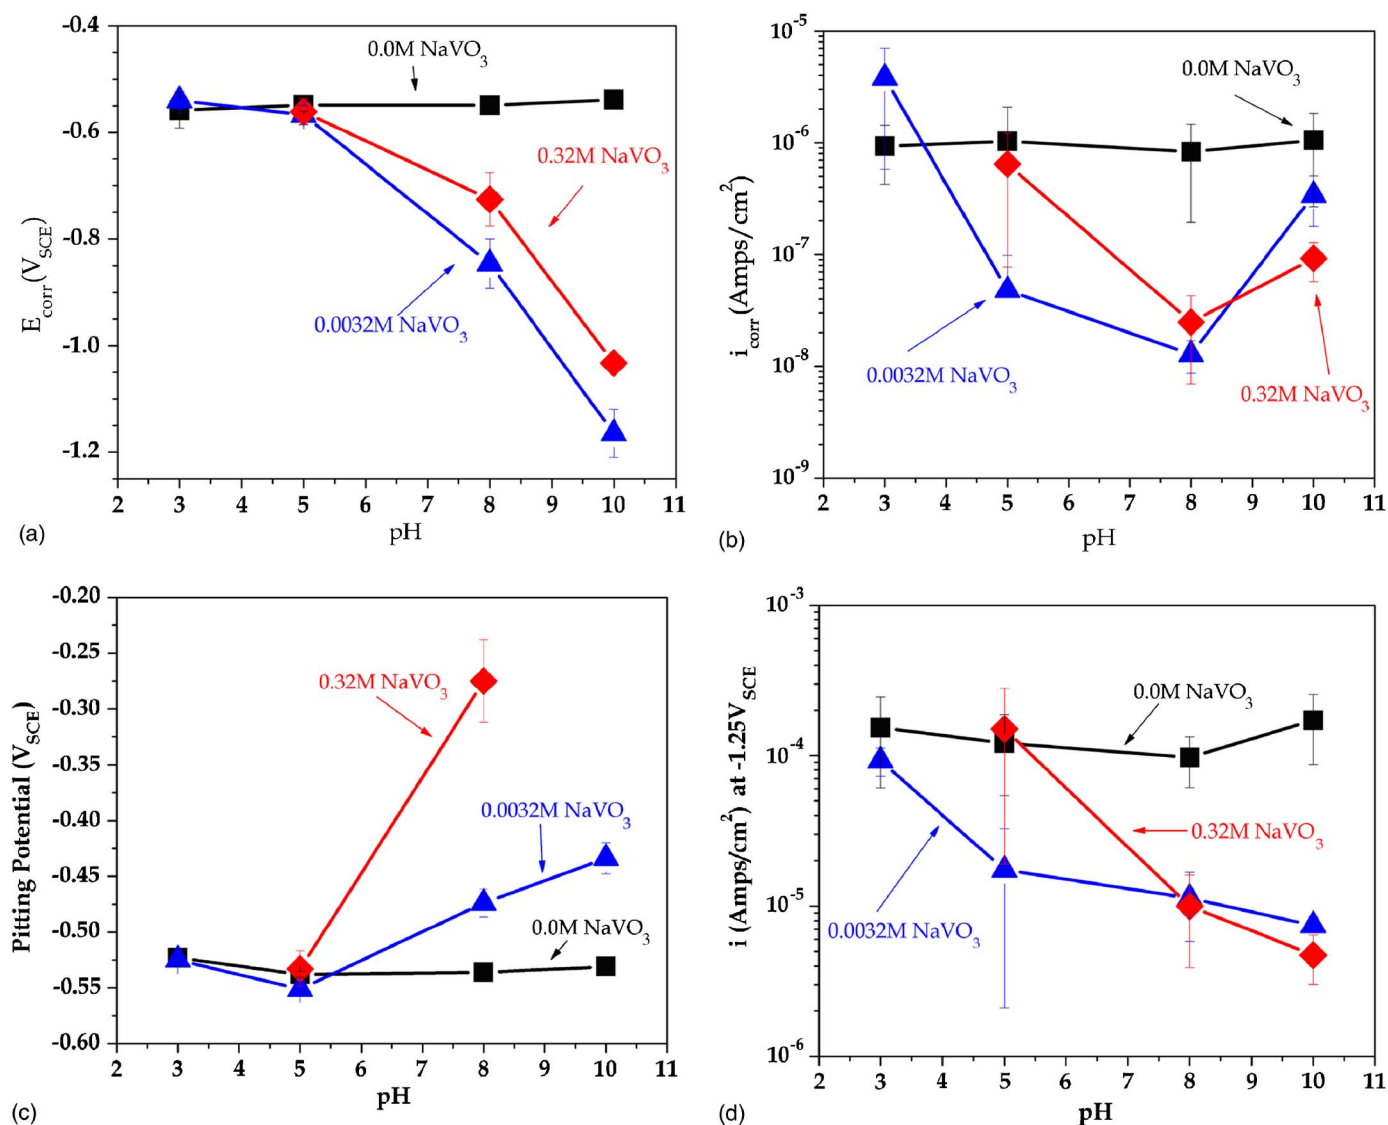 -0.4
-0.6
-0.8
-1.0
-1.2
E_corr(V_SCE)
0.0M NaVO₃
0.32M NaVO₃
0.0032M NaVO₃
2 3 4 5 6 7 8 9 10 11
pH
(a)
10⁻⁵
10⁻⁶
10⁻⁷
10⁻⁸
10⁻⁹
i_corr(Amps/cm²)
0.0M NaVO₃
0.0032M NaVO₃
0.32M NaVO₃
2 3 4 5 6 7 8 9 10 11
pH
(b)
-0.20
-0.25
-0.30
-0.35
-0.40
-0.45
-0.50
-0.55
-0.60
Pitting Potential (V_SCE)
0.32M NaVO₃
0.0032M NaVO₃
0.0M NaVO₃
2 3 4 5 6 7 8 9 10 11
pH
(c)
10⁻³
10⁻⁴
10⁻⁵
10⁻⁶
i (Amps/cm²) at -1.25V_SCE
0.0M NaVO₃
0.32M NaVO₃
0.0032M NaVO₃
2 3 4 5 6 7 8 9 10 11
pH
(d)